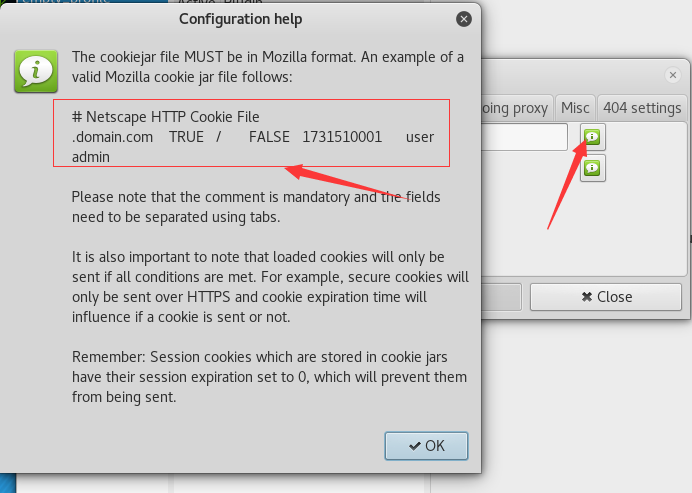 empty_profile
Active Plugin
Configuration help
The cookiejar file MUST be in Mozilla format. An example of a
valid Mozilla cookie jar file follows:
# Netscape HTTP Cookie File
.domain.com TRUE / FALSE 1731510001 user
admin
Please note that the comment is mandatory and the fields
need to be separated using tabs.
It is also important to note that loaded cookies will only be
sent if all conditions are met. For example, secure cookies will
only be sent over HTTPS and cookie expiration time will
influence if a cookie is sent or not.
Remember: Session cookies which are stored in cookie jars
have their session expiration set to 0, which will prevent them
from being sent.
OK
oing proxy Misc 404 settings
Close